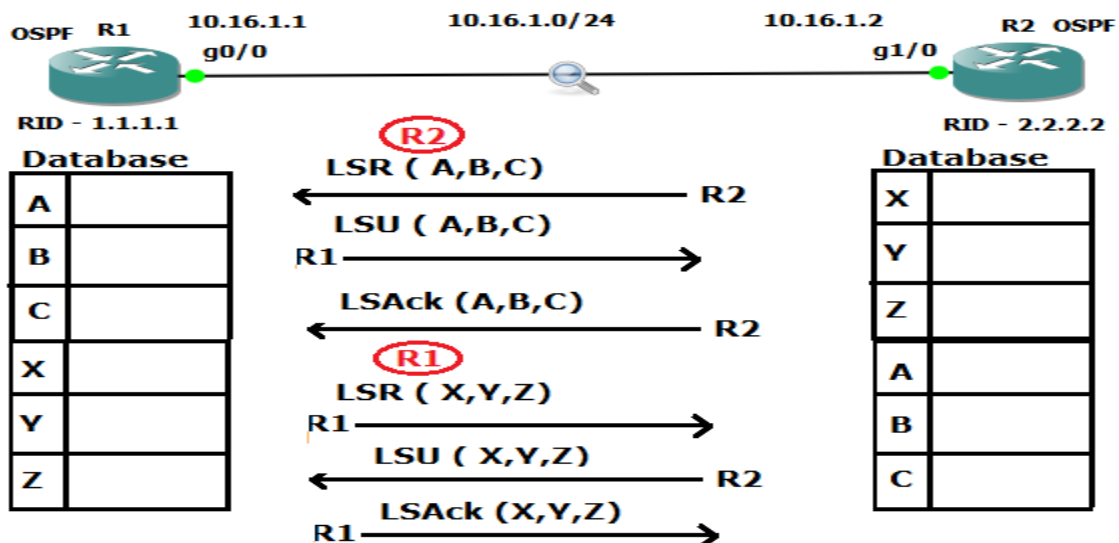 OSPF R1 10.16.1.1 10.16.1.0/24 10.16.1.2 R2 OSPF
g0/0 g1/0
RID - 1.1.1.1 RID - 2.2.2.2
Database
A
B
C
X
Y
Z
R2
LSR ( A,B,C)
R2
LSU ( A,B,C)
R1
LSAck (A,B,C)
R2
R1
LSR ( X,Y,Z)
R1
LSU ( X,Y,Z)
R2
LSAck (X,Y,Z)
R1
Database
X
Y
Z
A
B
C